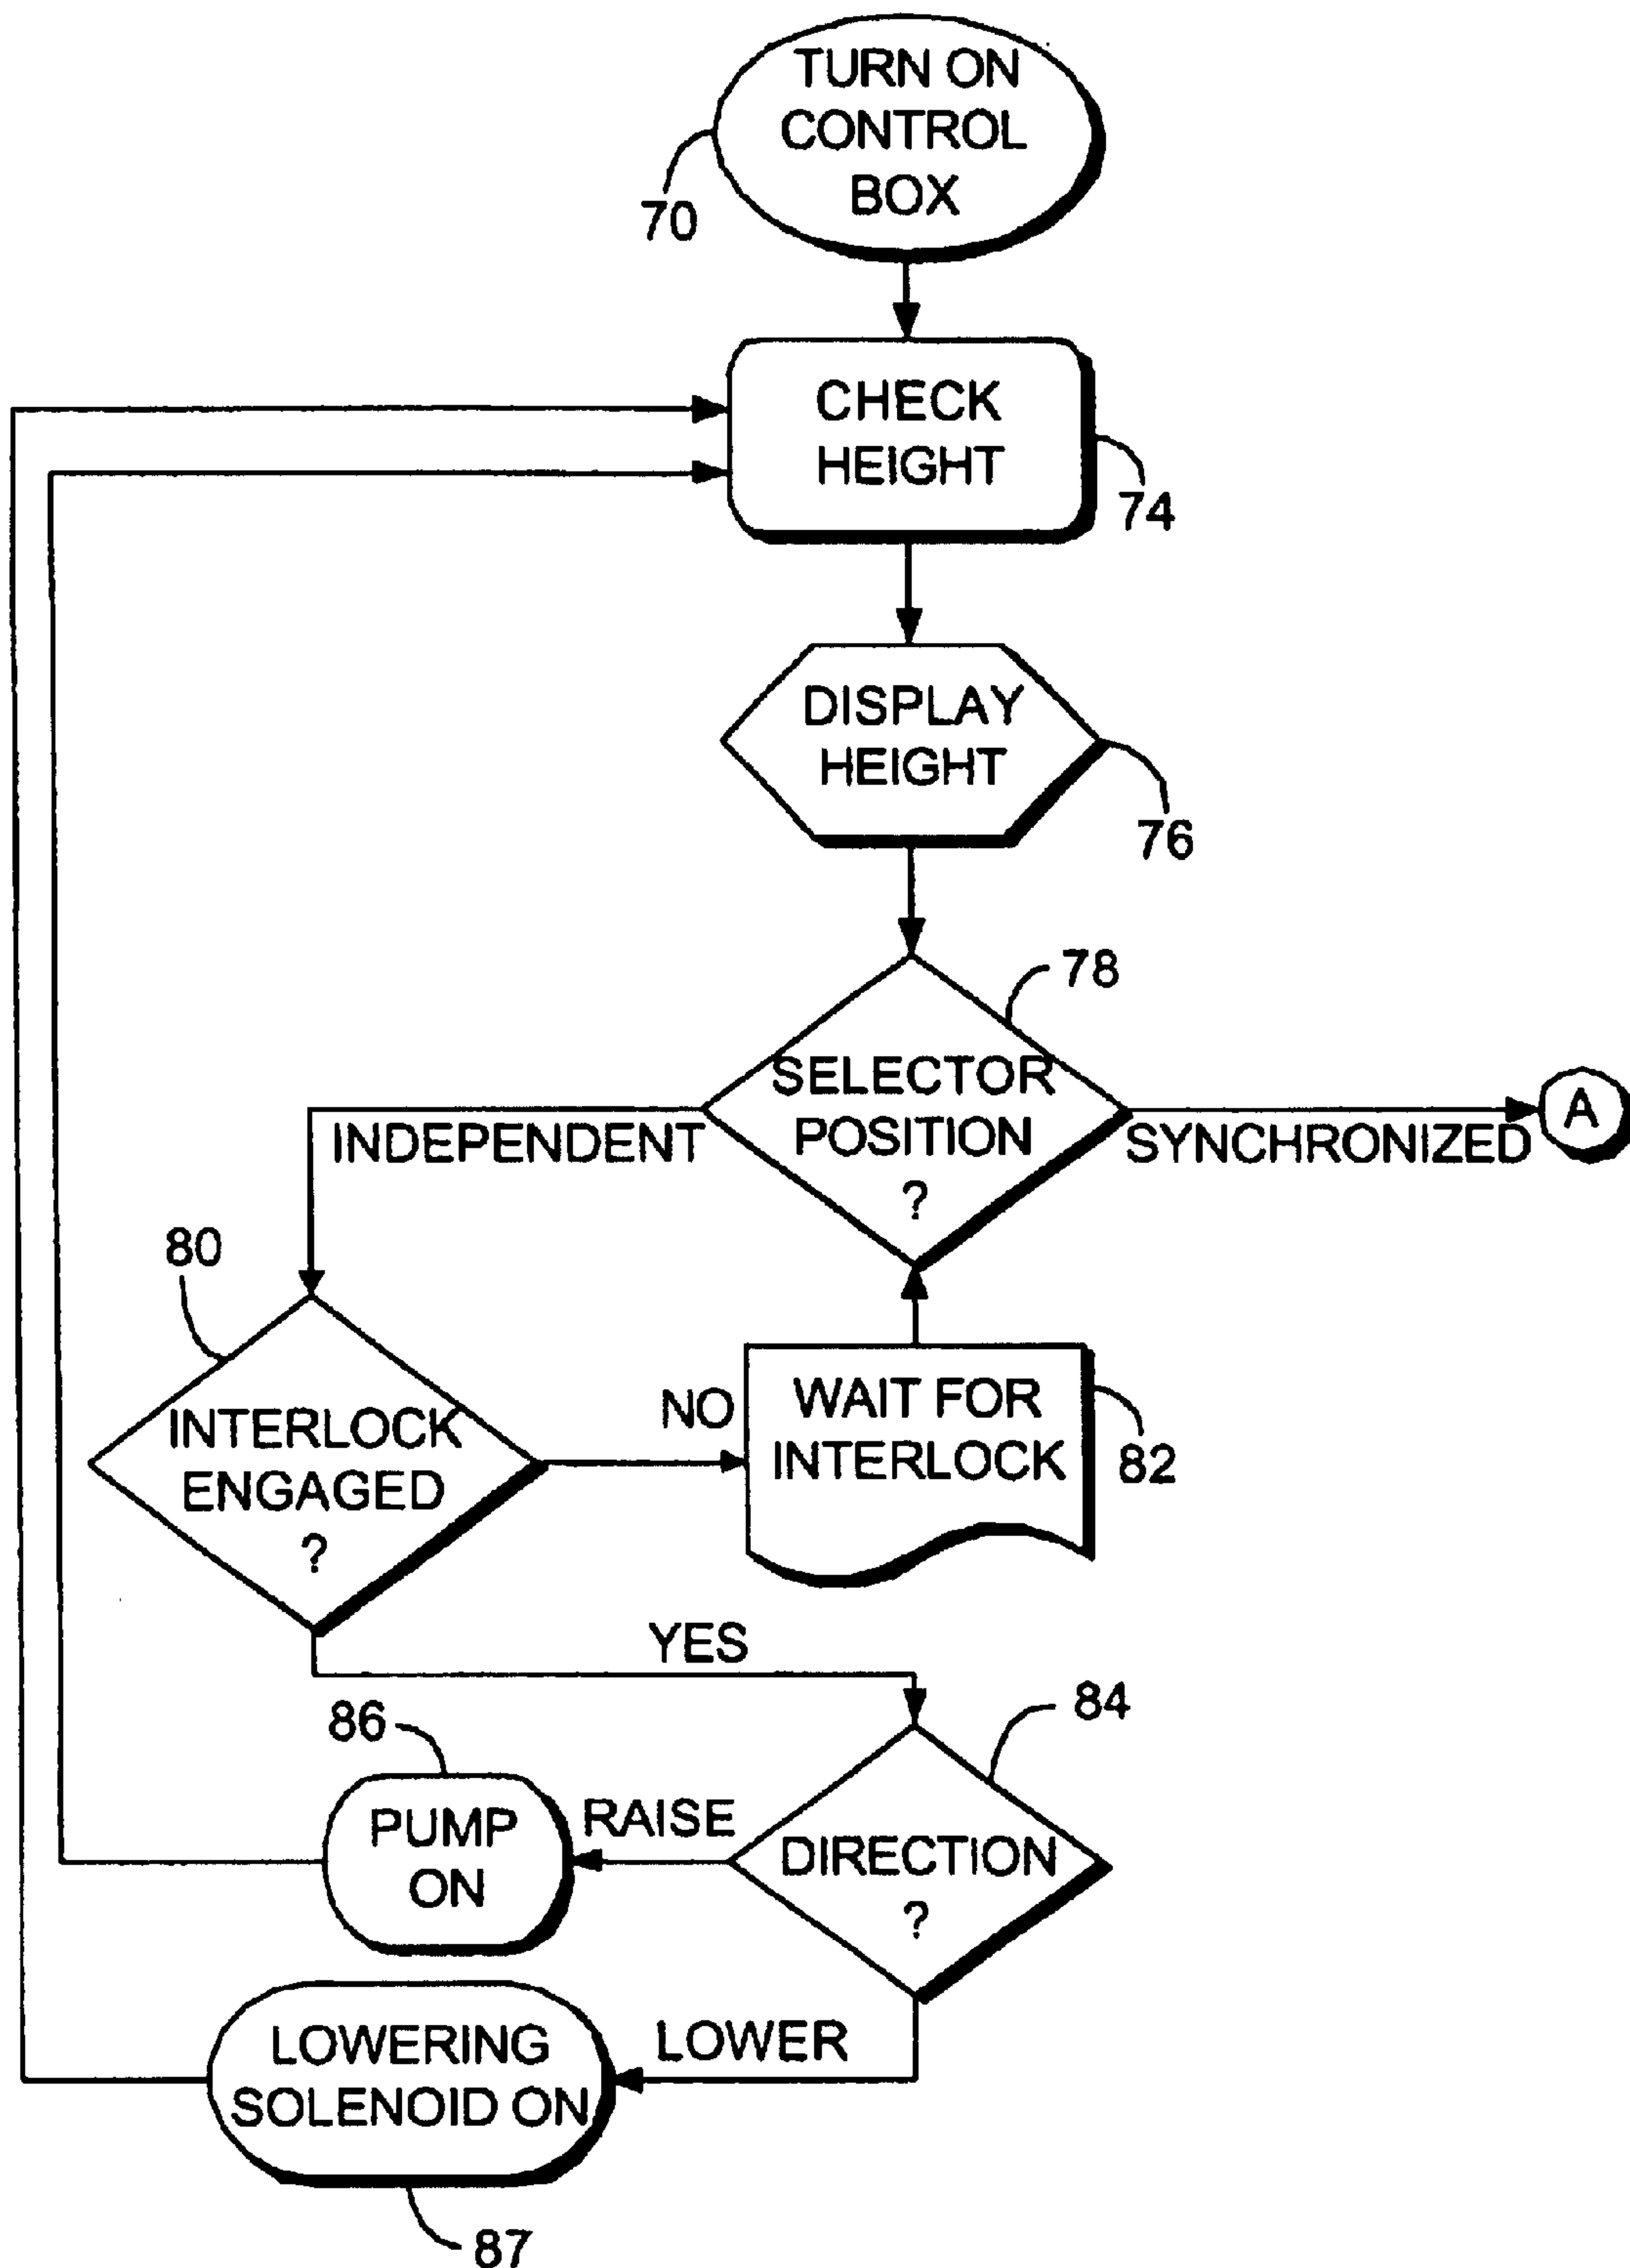 TURN ON
CONTROL
BOX
70
CHECK
HEIGHT
74
DISPLAY
HEIGHT
76
78
SELECTOR
POSITION
?
INDEPENDENT
SYNCHRONIZED
A
80
INTERLOCK
ENGAGED
?
NO
WAIT FOR
INTERLOCK
82
YES
84
86
PUMP
ON
RAISE
DIRECTION
?
LOWERING
SOLENOID ON
LOWER
87